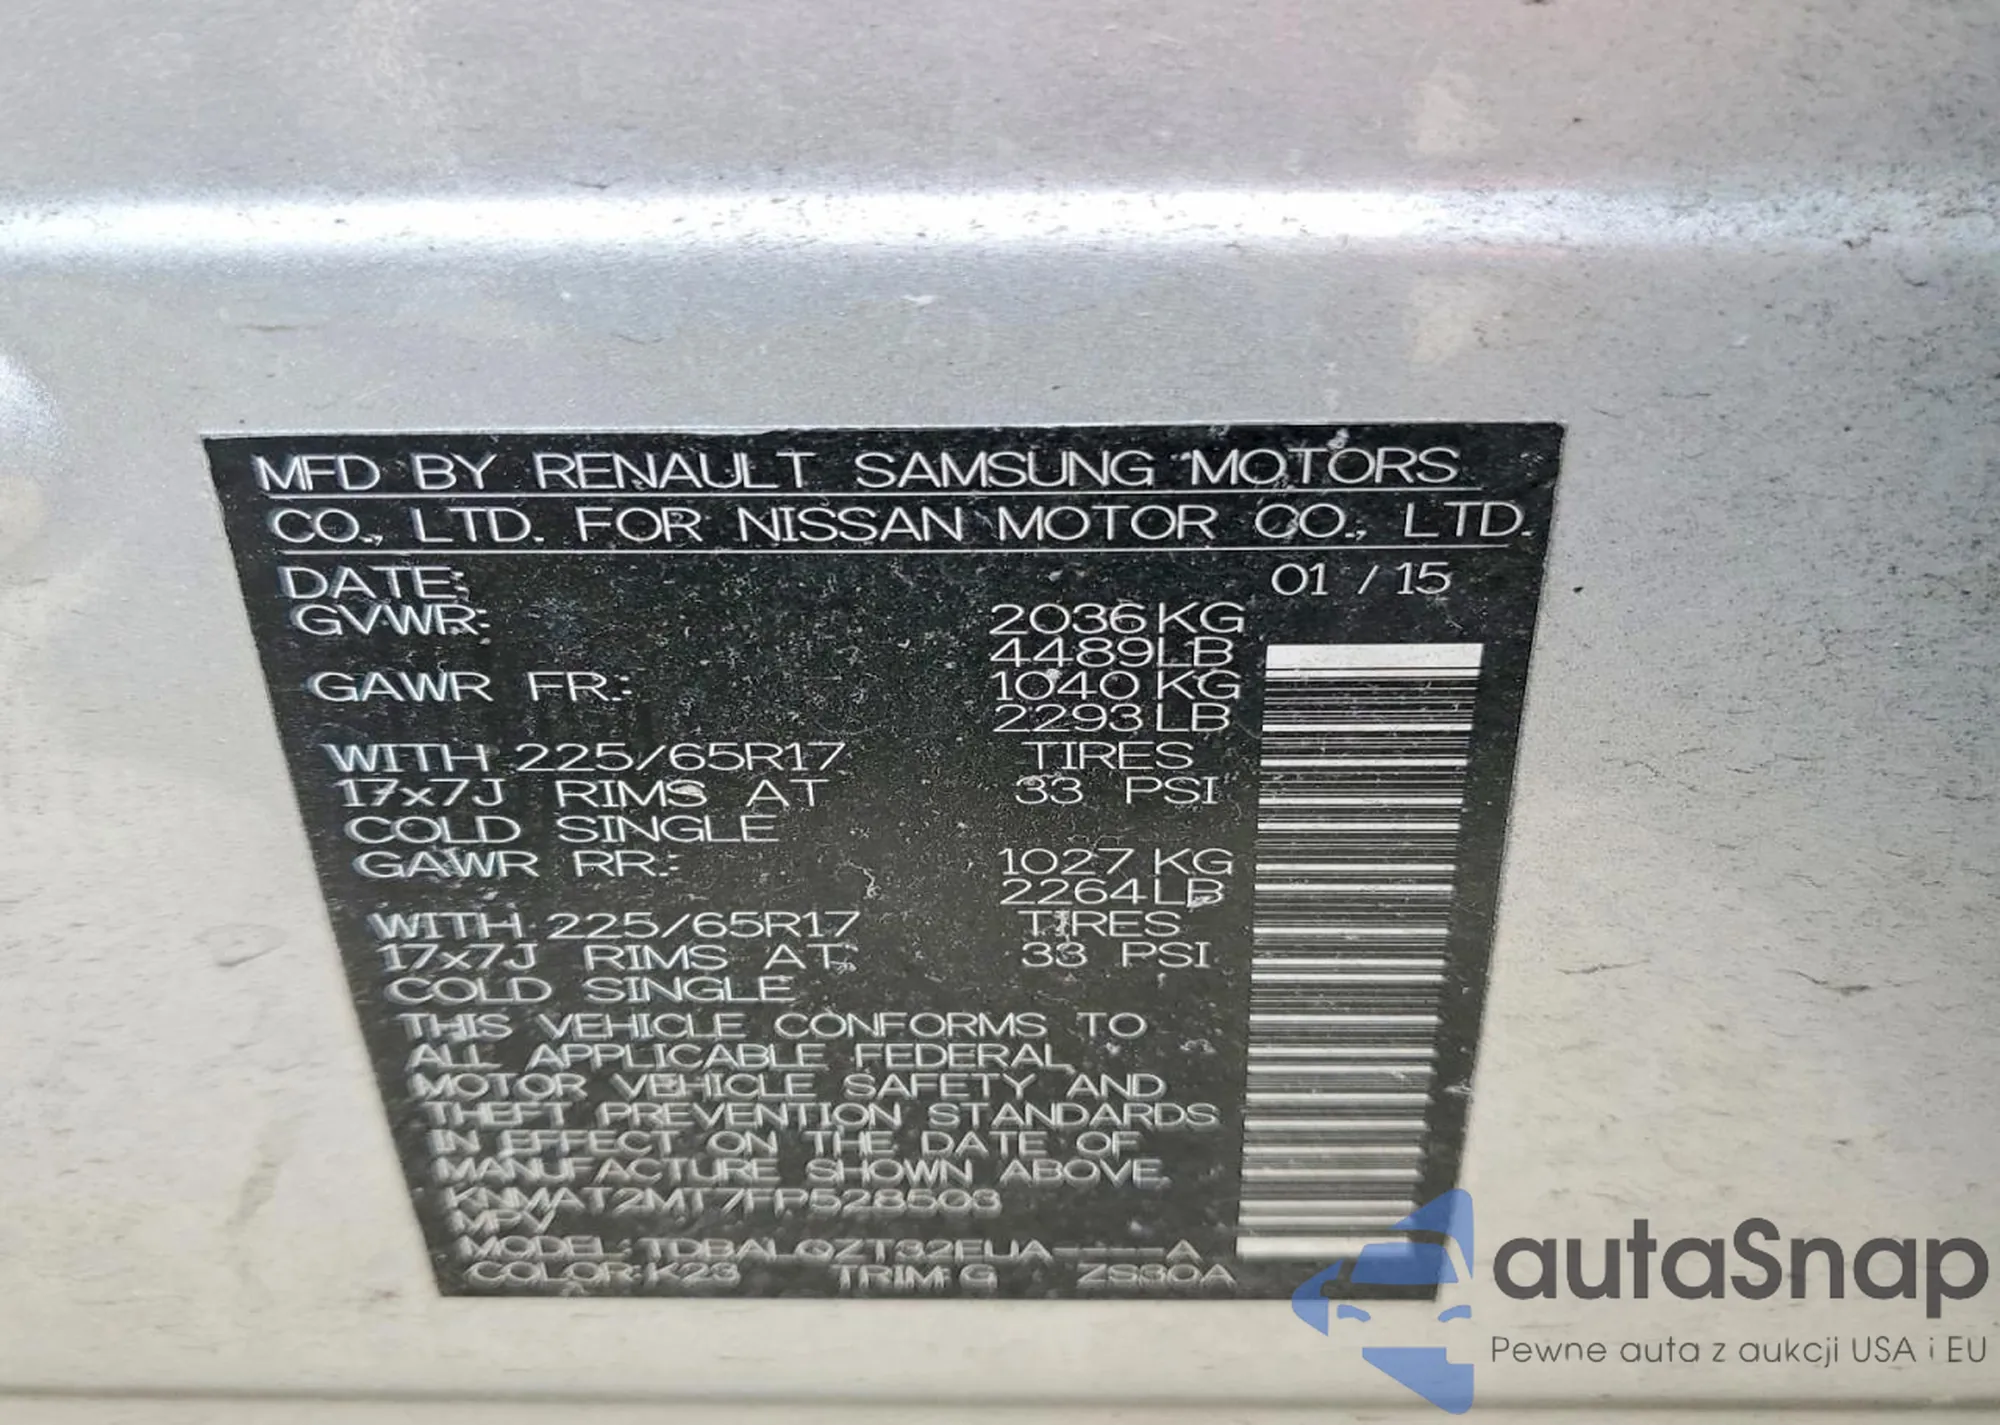 MFD BY RENAULT SAMSUNG MOTORS
CO., LTD. FOR NISSAN MOTOR CO., LTD.
DATE: 01 / 15
GVWR: 2036 KG
4489 LB
GAWR FR.: 1040 KG
2293 LB
WITH 225/65R17 TIRES
17x7J RIMS AT 33 PSI
COLD SINGLE
GAWR RR.: 1027 KG
2264 LB
WITH 225/65R17 TIRES
17x7J RIMS AT 33 PSI
COLD SINGLE
THIS VEHICLE CONFORMS TO
ALL APPLICABLE FEDERAL
MOTOR VEHICLE SAFETY AND
THEFT PREVENTION STANDARDS
IN EFFECT ON THE DATE OF
MANUFACTURE SHOWN ABOVE.
KNMAT2MT7FP528503
MPV
MODEL: TDBALQZT32EUA----A
COLOR: K23 TRIM: G ZS30A
autaSnap
Pewne auta z aukcji USA i EU